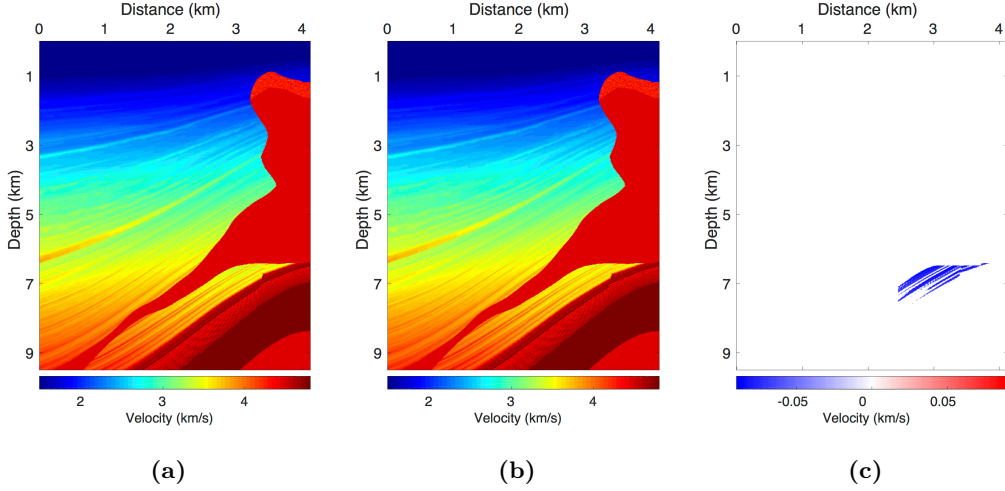 Distance (km)
0 1 2 3 4
Depth (km)
1
3
5
7
9
2 3 4
Velocity (km/s)
(a)
Distance (km)
0 1 2 3 4
Depth (km)
1
3
5
7
9
2 3 4
Velocity (km/s)
(b)
Distance (km)
0 1 2 3 4
Depth (km)
1
3
5
7
9
-0.05 0 0.05
Velocity (km/s)
(c)